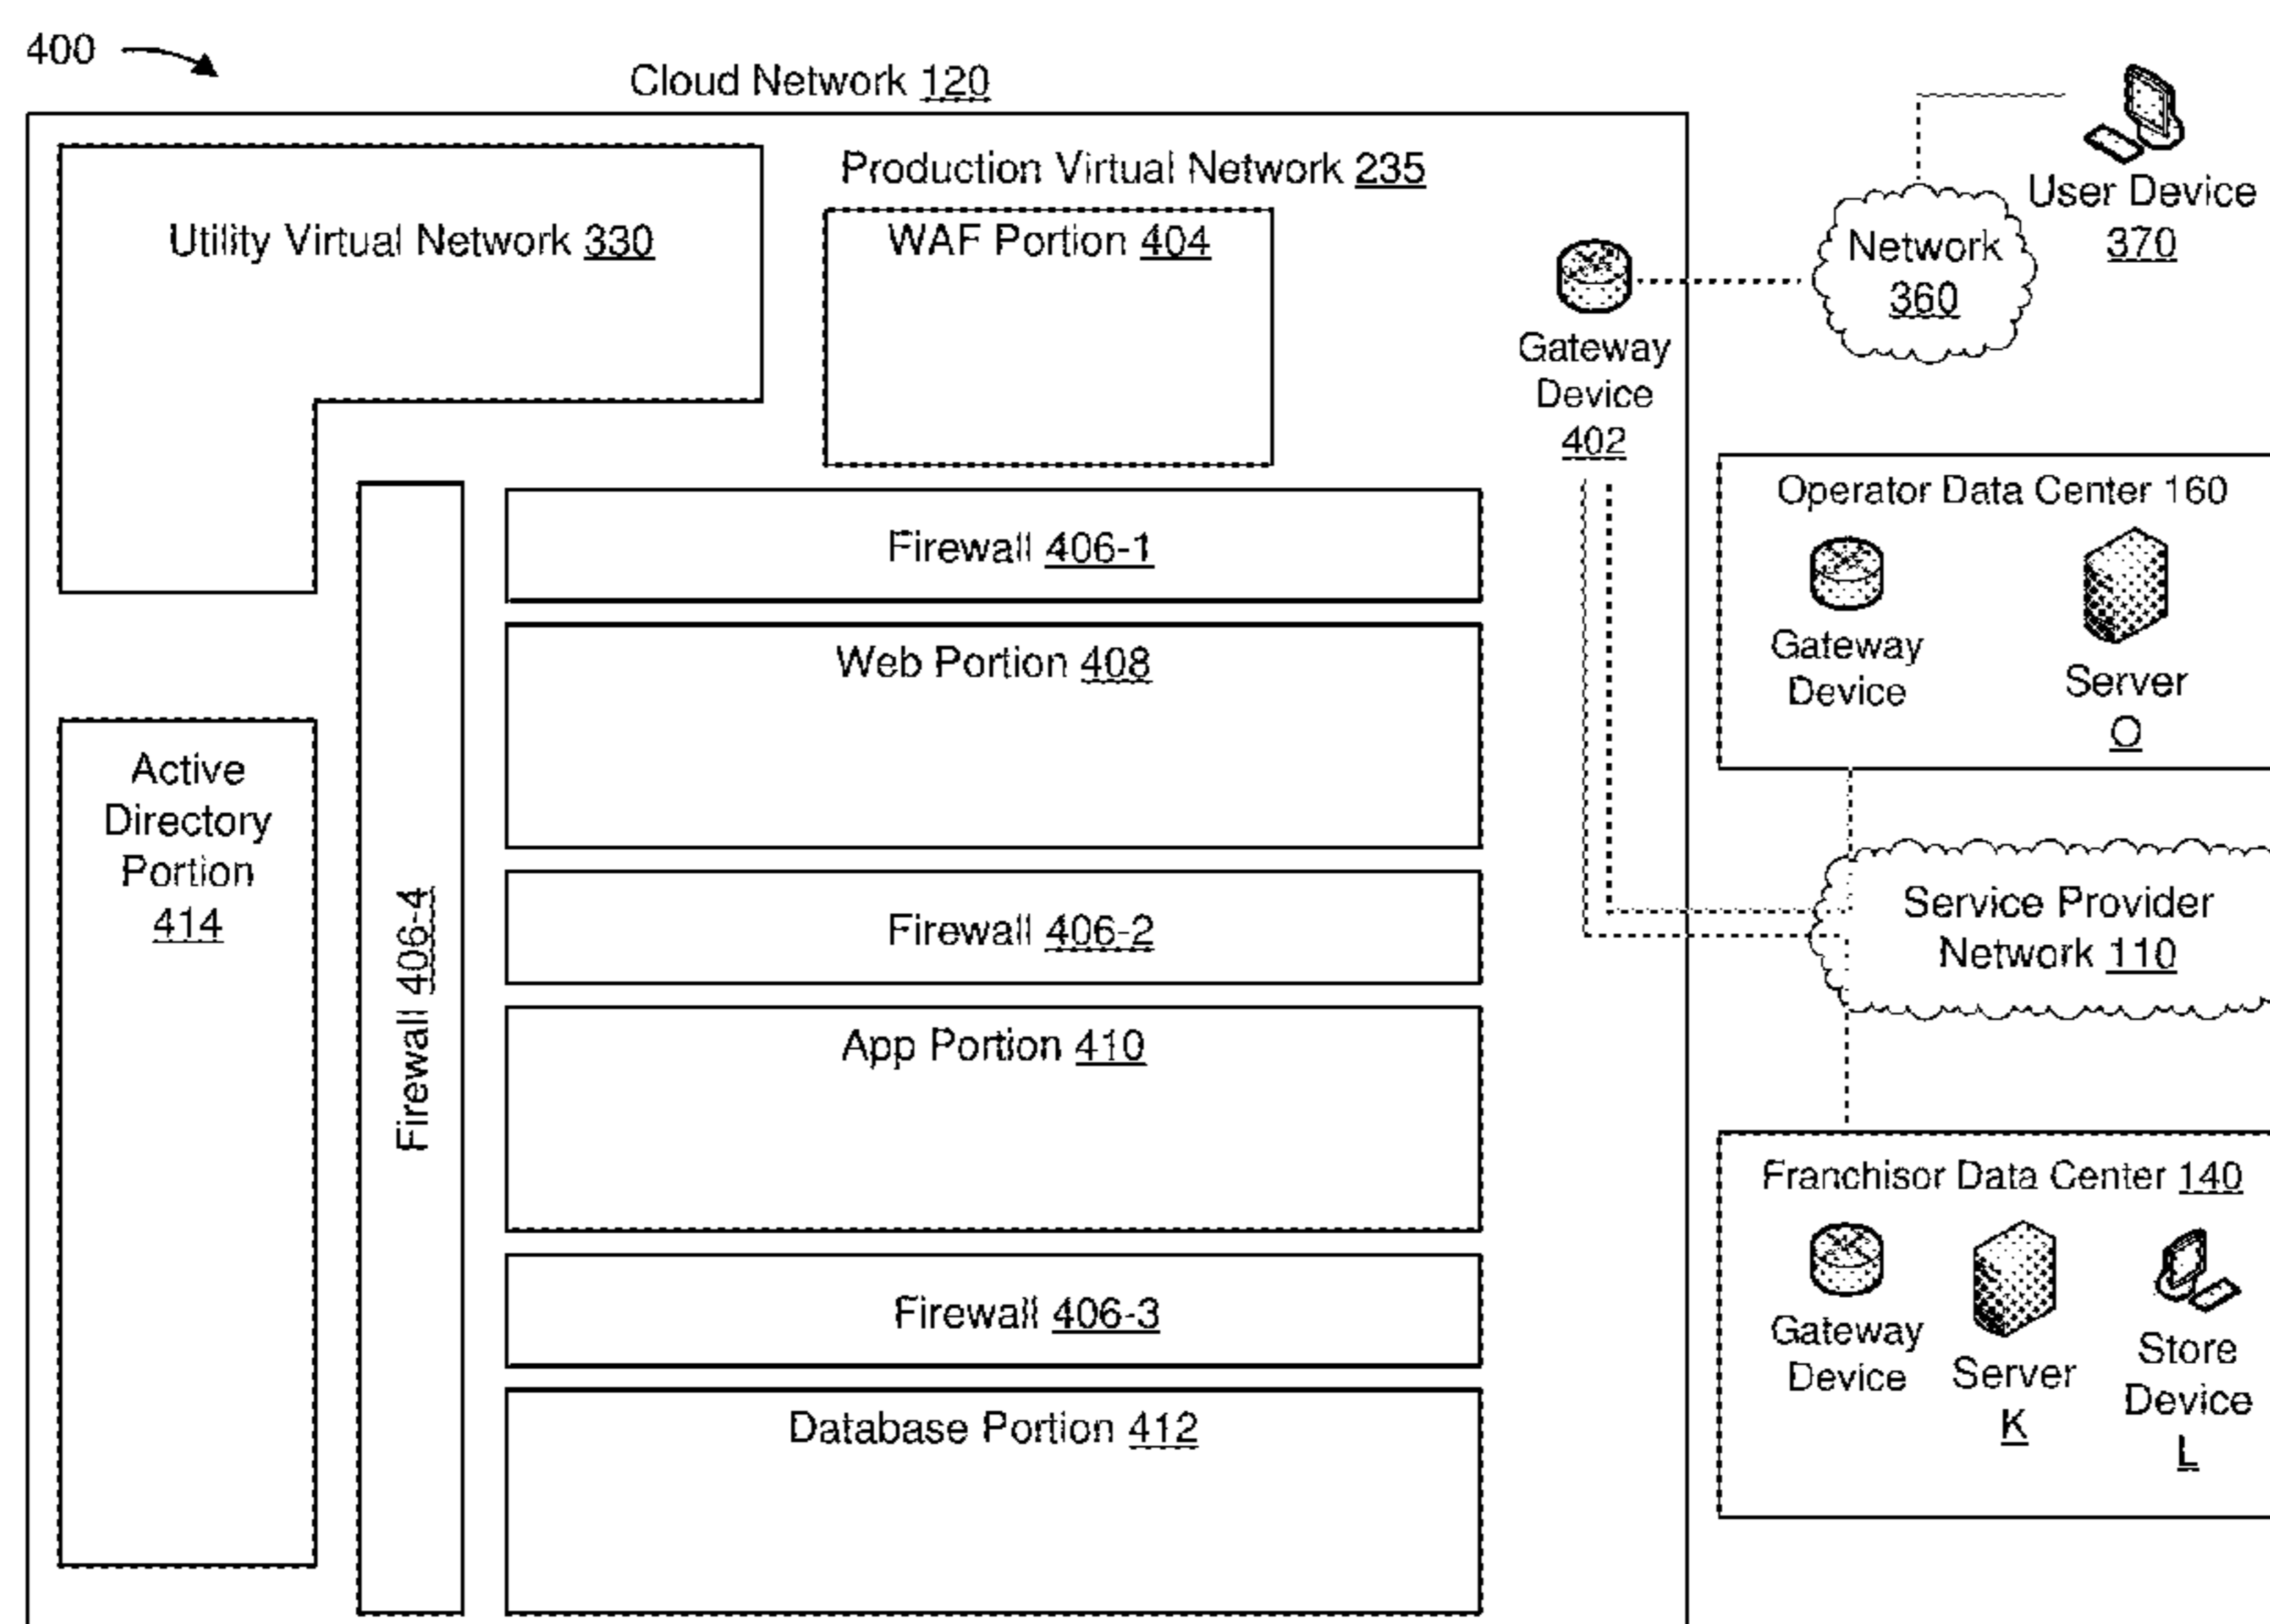 400
Cloud Network 120
Production Virtual Network 235
Utility Virtual Network 330
WAF Portion 404
Gateway
Device
402
Network
360
User Device
370
Firewall 406-1
Web Portion 408
Firewall 406-2
App Portion 410
Firewall 406-3
Database Portion 412
Firewall 406-4
Active
Directory
Portion
414
Operator Data Center 160
Gateway
Device
Server
O
Service Provider
Network 110
Franchisor Data Center 140
Gateway
Device
Server
K
Store
Device
L